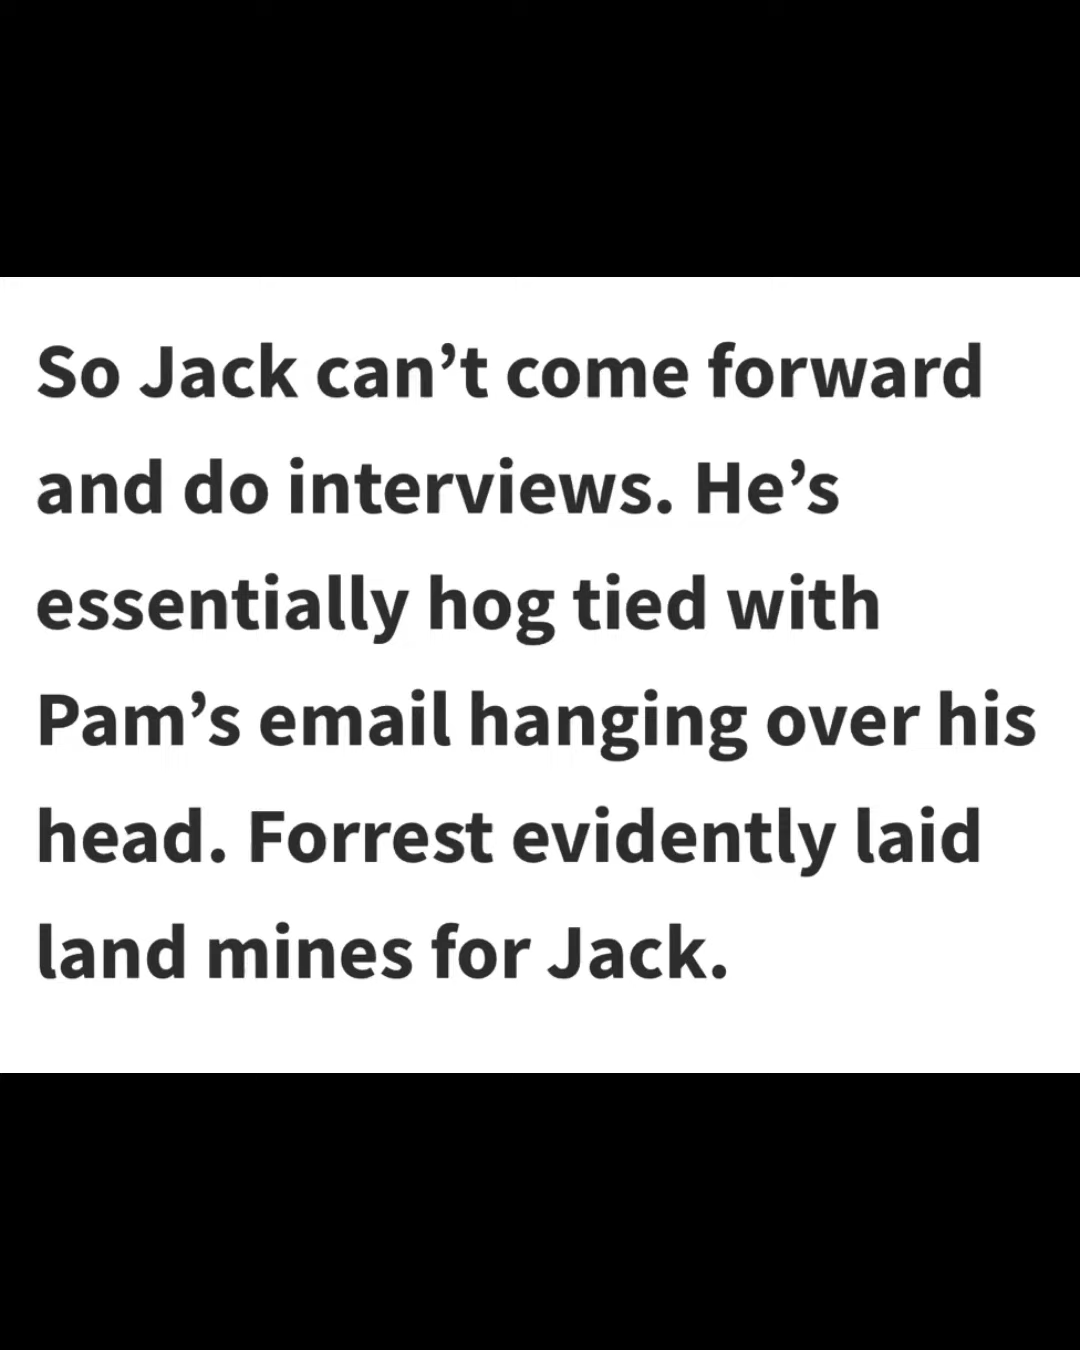 So Jack can’t come forward
and do interviews. He’s
essentially hog tied with
Pam’s email hanging over his
head. Forrest evidently laid
land mines for Jack.